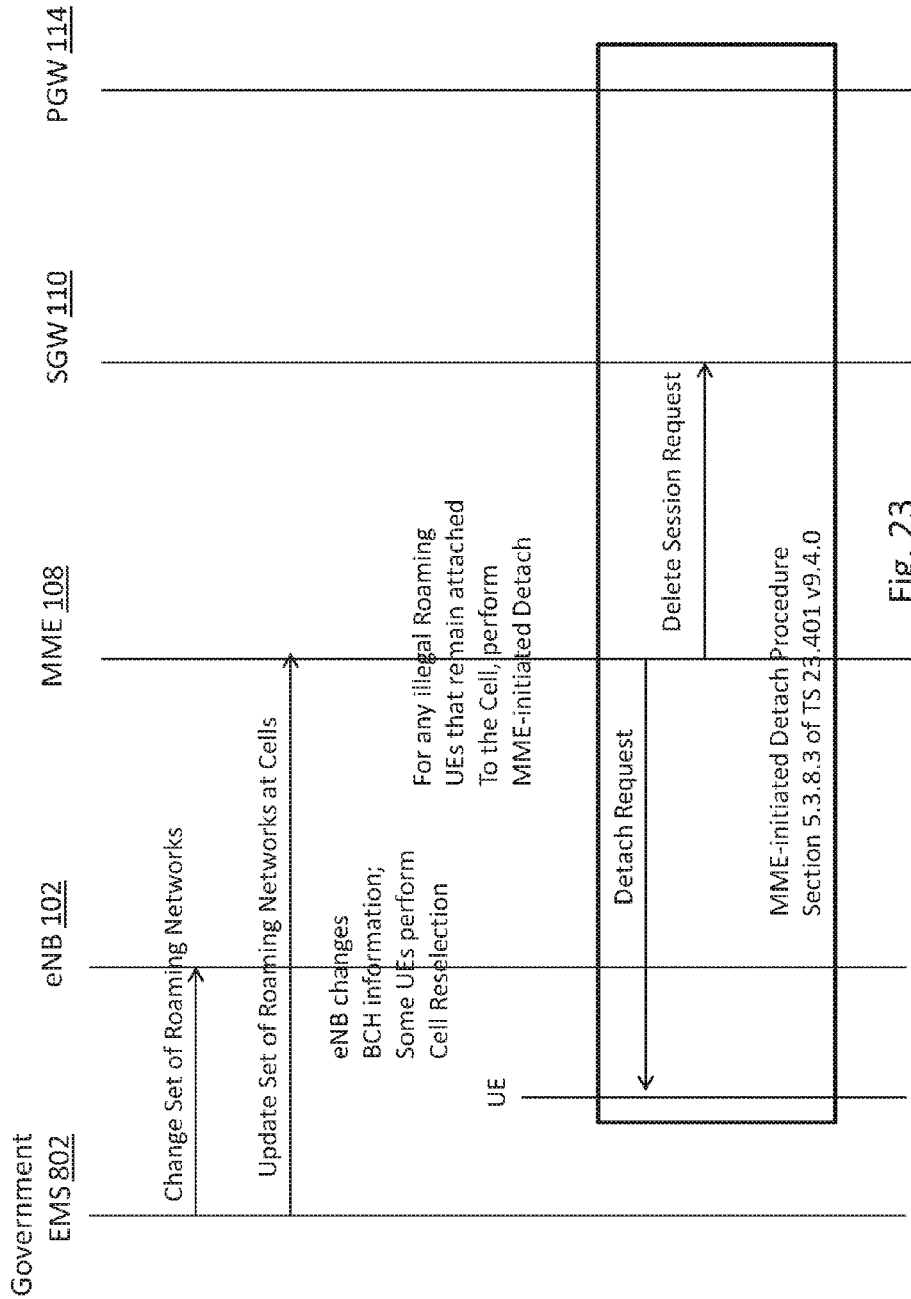 Government
EMS 802
eNB 102
MME 108
SGW 110
PGW 114
Change Set of Roaming Networks
Update Set of Roaming Networks at Cells
eNB changes
BCH information;
Some UEs perform
Cell Reselection
For any illegal Roaming
UEs that remain attached
To the Cell, perform
MME-initiated Detach
UE
Detach Request
Delete Session Request
MME-initiated Detach Procedure
Section 5.3.8.3 of TS 23.401 v9.4.0
Fig. 23